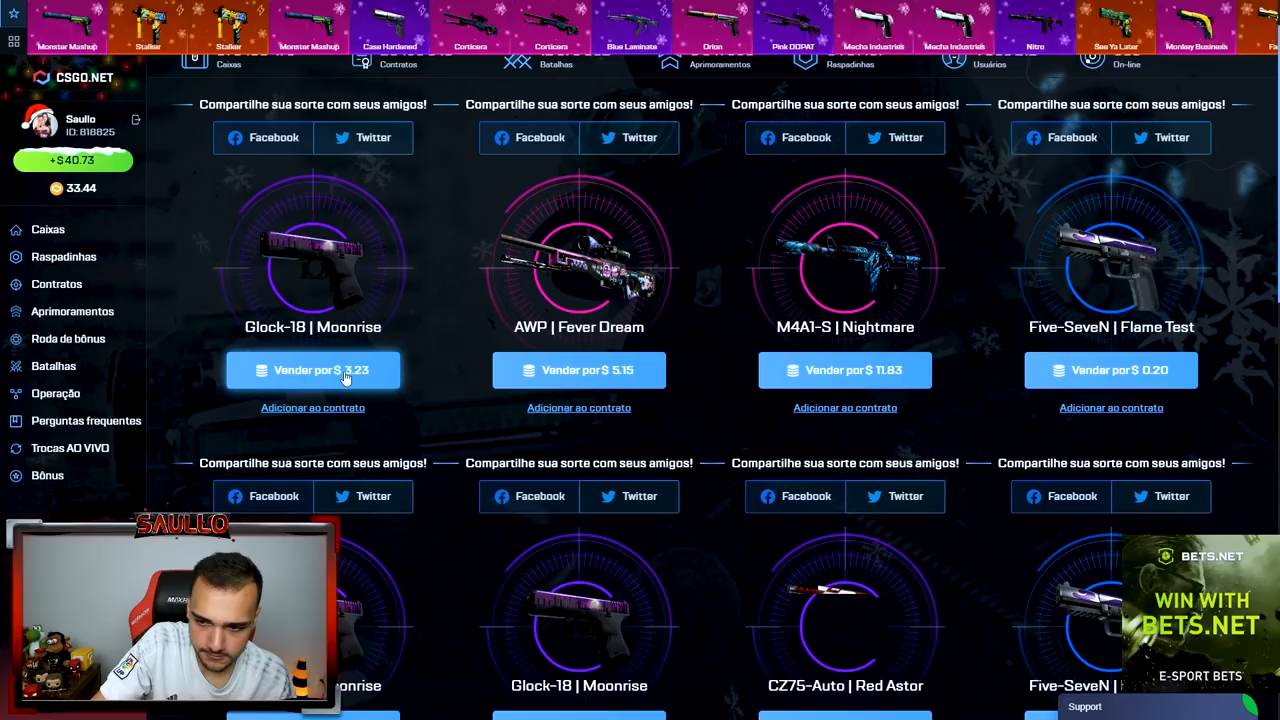 Monster Mashup
Stalker
Stalker
Monster Mashup
Case Hardened
Corticera
Corticera
Blue Laminate
Orion
Pink DDPAT
Mecha Industries
Mecha Industries
Nitro
See Ya Later
Monkey Business
Fa
CSGO.NET
Caixas
Contratos
Batalhas
Aprimoramentos
Raspadinhas
Usuários
On-line
Saullo
ID: 818825
+$40.73
33.44
Caixas
Raspadinhas
Contratos
Aprimoramentos
Roda de bônus
Batalhas
Operação
Perguntas frequentes
Trocas AO VIVO
Bônus
Compartilhe sua sorte com seus amigos!
Compartilhe sua sorte com seus amigos!
Compartilhe sua sorte com seus amigos!
Compartilhe sua sorte com seus amigos!
Facebook
Twitter
Facebook
Twitter
Facebook
Twitter
Facebook
Twitter
Glock-18 | Moonrise
AWP | Fever Dream
M4A1-S | Nightmare
Five-SeveN | Flame Test
Vender por $ 3.23
Vender por $ 5.15
Vender por $ 11.83
Vender por $ 0.20
Adicionar ao contrato
Adicionar ao contrato
Adicionar ao contrato
Adicionar ao contrato
Compartilhe sua sorte com seus amigos!
Compartilhe sua sorte com seus amigos!
Compartilhe sua sorte com seus amigos!
Compartilhe sua sorte com seus amigos!
Facebook
Twitter
Facebook
Twitter
Facebook
Twitter
Facebook
Twitter
onrise
Glock-18 | Moonrise
CZ75-Auto | Red Astor
Five-SeveN |
SAULLO
BETS.NET
WIN WITH
BETS.NET
E-SPORT BETS
Support